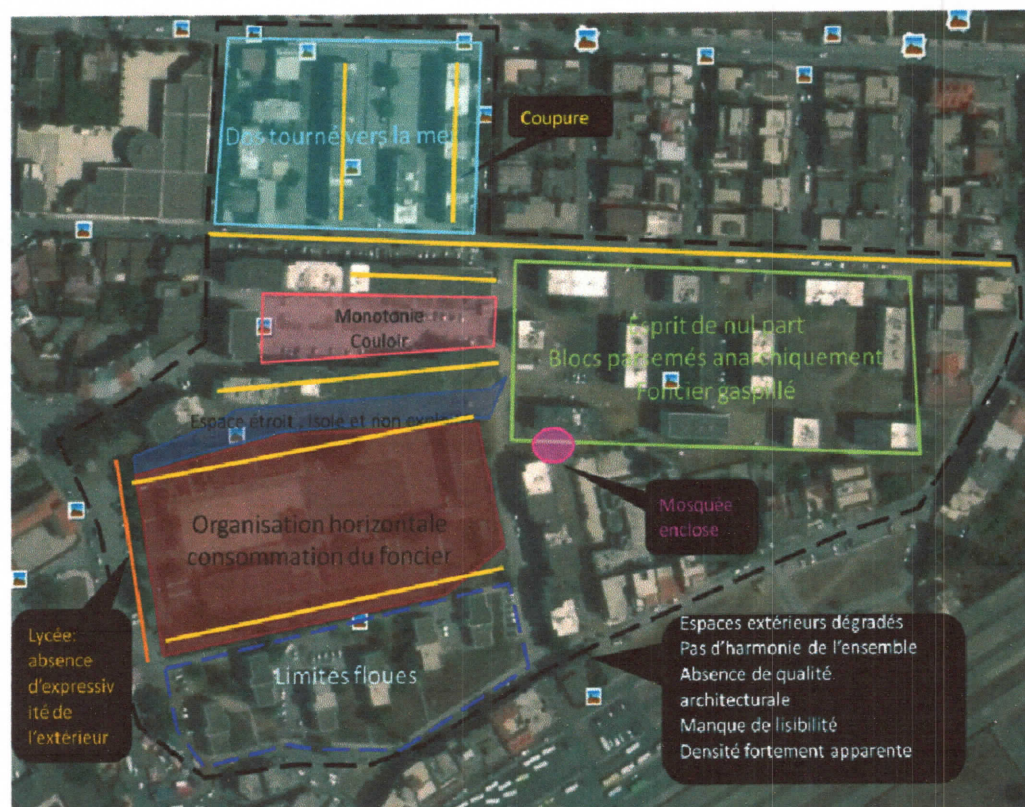 Coupure
Dos tourné vers la me
Monotonie
Couloir
Esprit de nul part
Blocs parsemés anarchiquement
Foncier gaspillé
Espace étroit , isolé et non
Mosquée
enclose
Organisation horizontale
consommation du foncier
Lycée:
absence
d'expressiv
ité de
l'extérieur
Limites floues
Espaces extérieurs dégradés
Pas d'harmonie de l'ensemble
Absence de qualité
architecturale
Manque de lisibilité
Densité fortement apparente